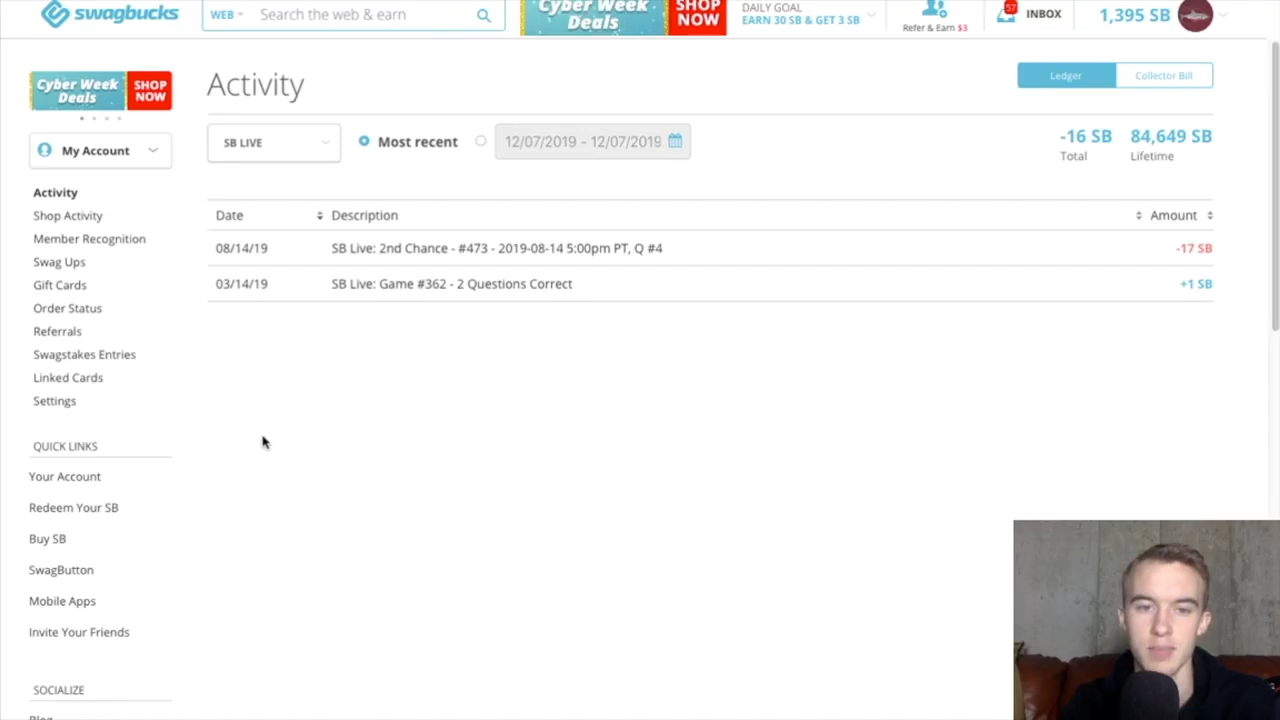 swagbucks
WEB
Search the web & earn
Cyber Week
Deals
SHOP
NOW
DAILY GOAL
EARN 30 SB & GET 3 SB
Refer & Earn $3
57
INBOX
1,395 SB
Cyber Week
Deals
SHOP
NOW
Activity
Ledger
Collector Bill
My Account
SB LIVE
Most recent
12/07/2019 - 12/07/2019
-16 SB
Total
84,649 SB
Lifetime
Activity
Shop Activity
Member Recognition
Swag Ups
Gift Cards
Order Status
Referrals
Swagstakes Entries
Linked Cards
Settings
Date
Description
Amount
08/14/19
SB Live: 2nd Chance - #473 - 2019-08-14 5:00pm PT, Q #4
-17 SB
03/14/19
SB Live: Game #362 - 2 Questions Correct
+1 SB
QUICK LINKS
Your Account
Redeem Your SB
Buy SB
SwagButton
Mobile Apps
Invite Your Friends
SOCIALIZE
Blog